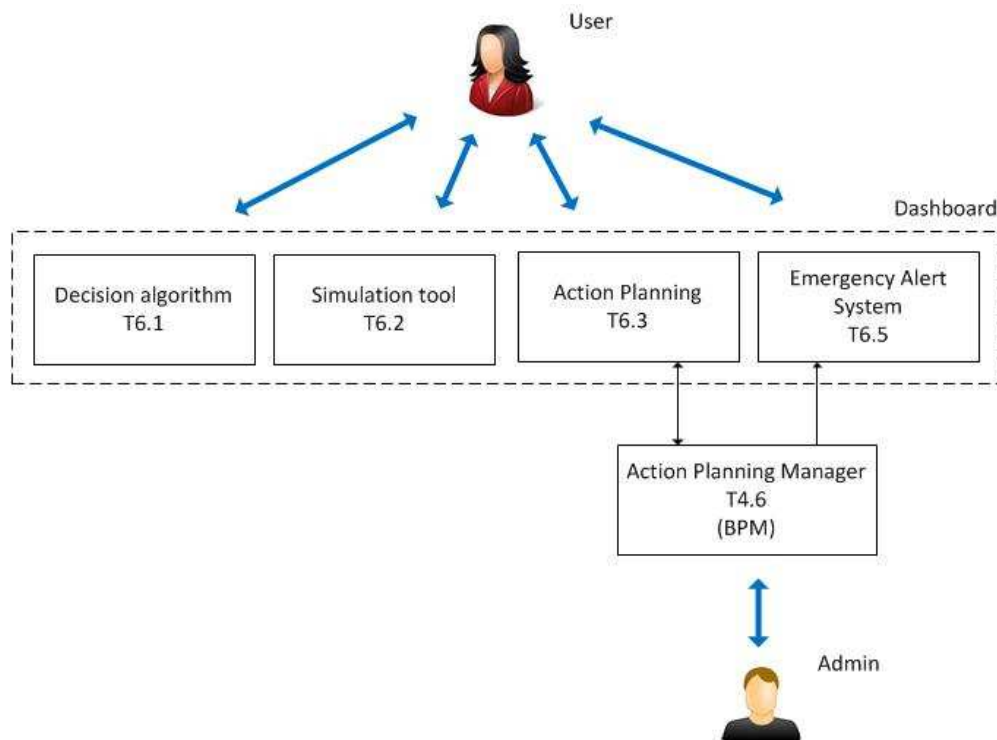 User
Dashboard
Decision algorithm
T6.1
Simulation tool
T6.2
Action Planning
T6.3
Emergency Alert
System
T6.5
Action Planning Manager
T4.6
(BPM)
Admin